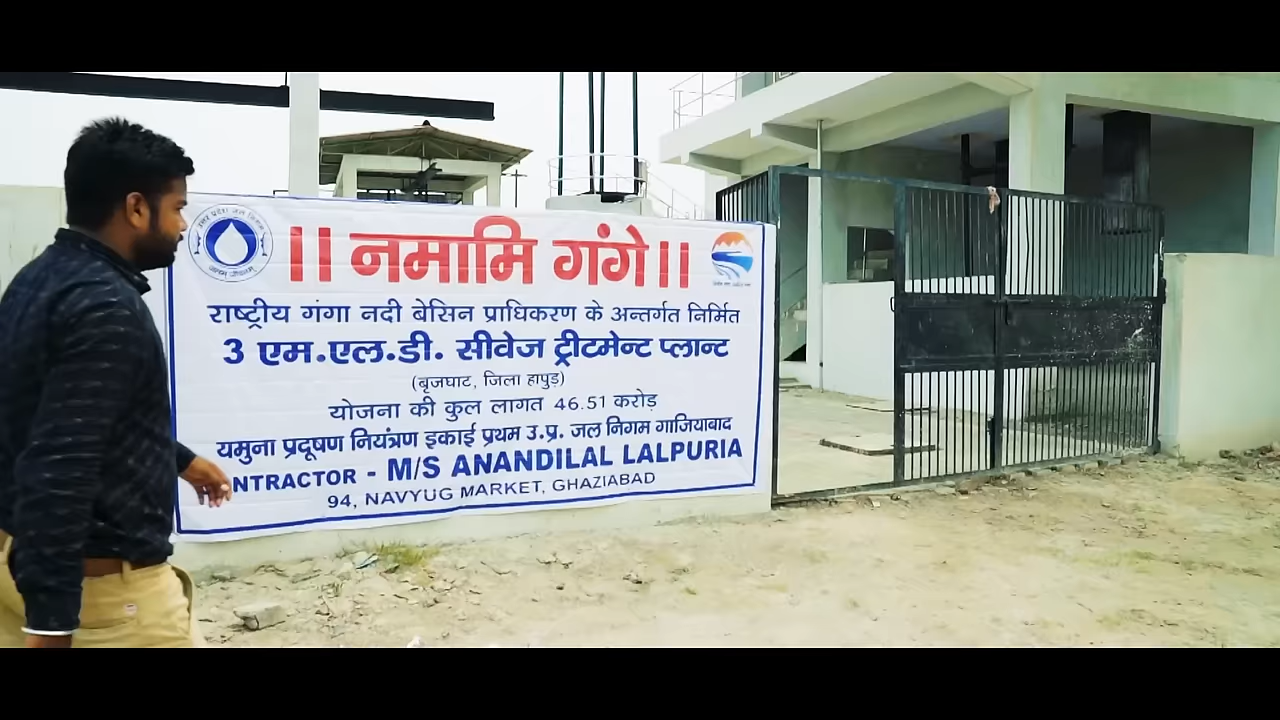 || नमामि गंगे ||
राष्ट्रीय गंगा नदी बेसिन प्राधिकरण के अन्तर्गत निर्मित
3 एम.एल.डी. सीवेज ट्रीटमेन्ट प्लान्ट
(बृजघाट, जिला हापुड़)
योजना की कुल लागत 46.51 करोड़
यमुना प्रदूषण नियंत्रण इकाई प्रथम उ.प्र. जल निगम गाजियाबाद
NTRACTOR - M/S ANANDILAL LALPURIA
94, NAVYUG MARKET, GHAZIABAD